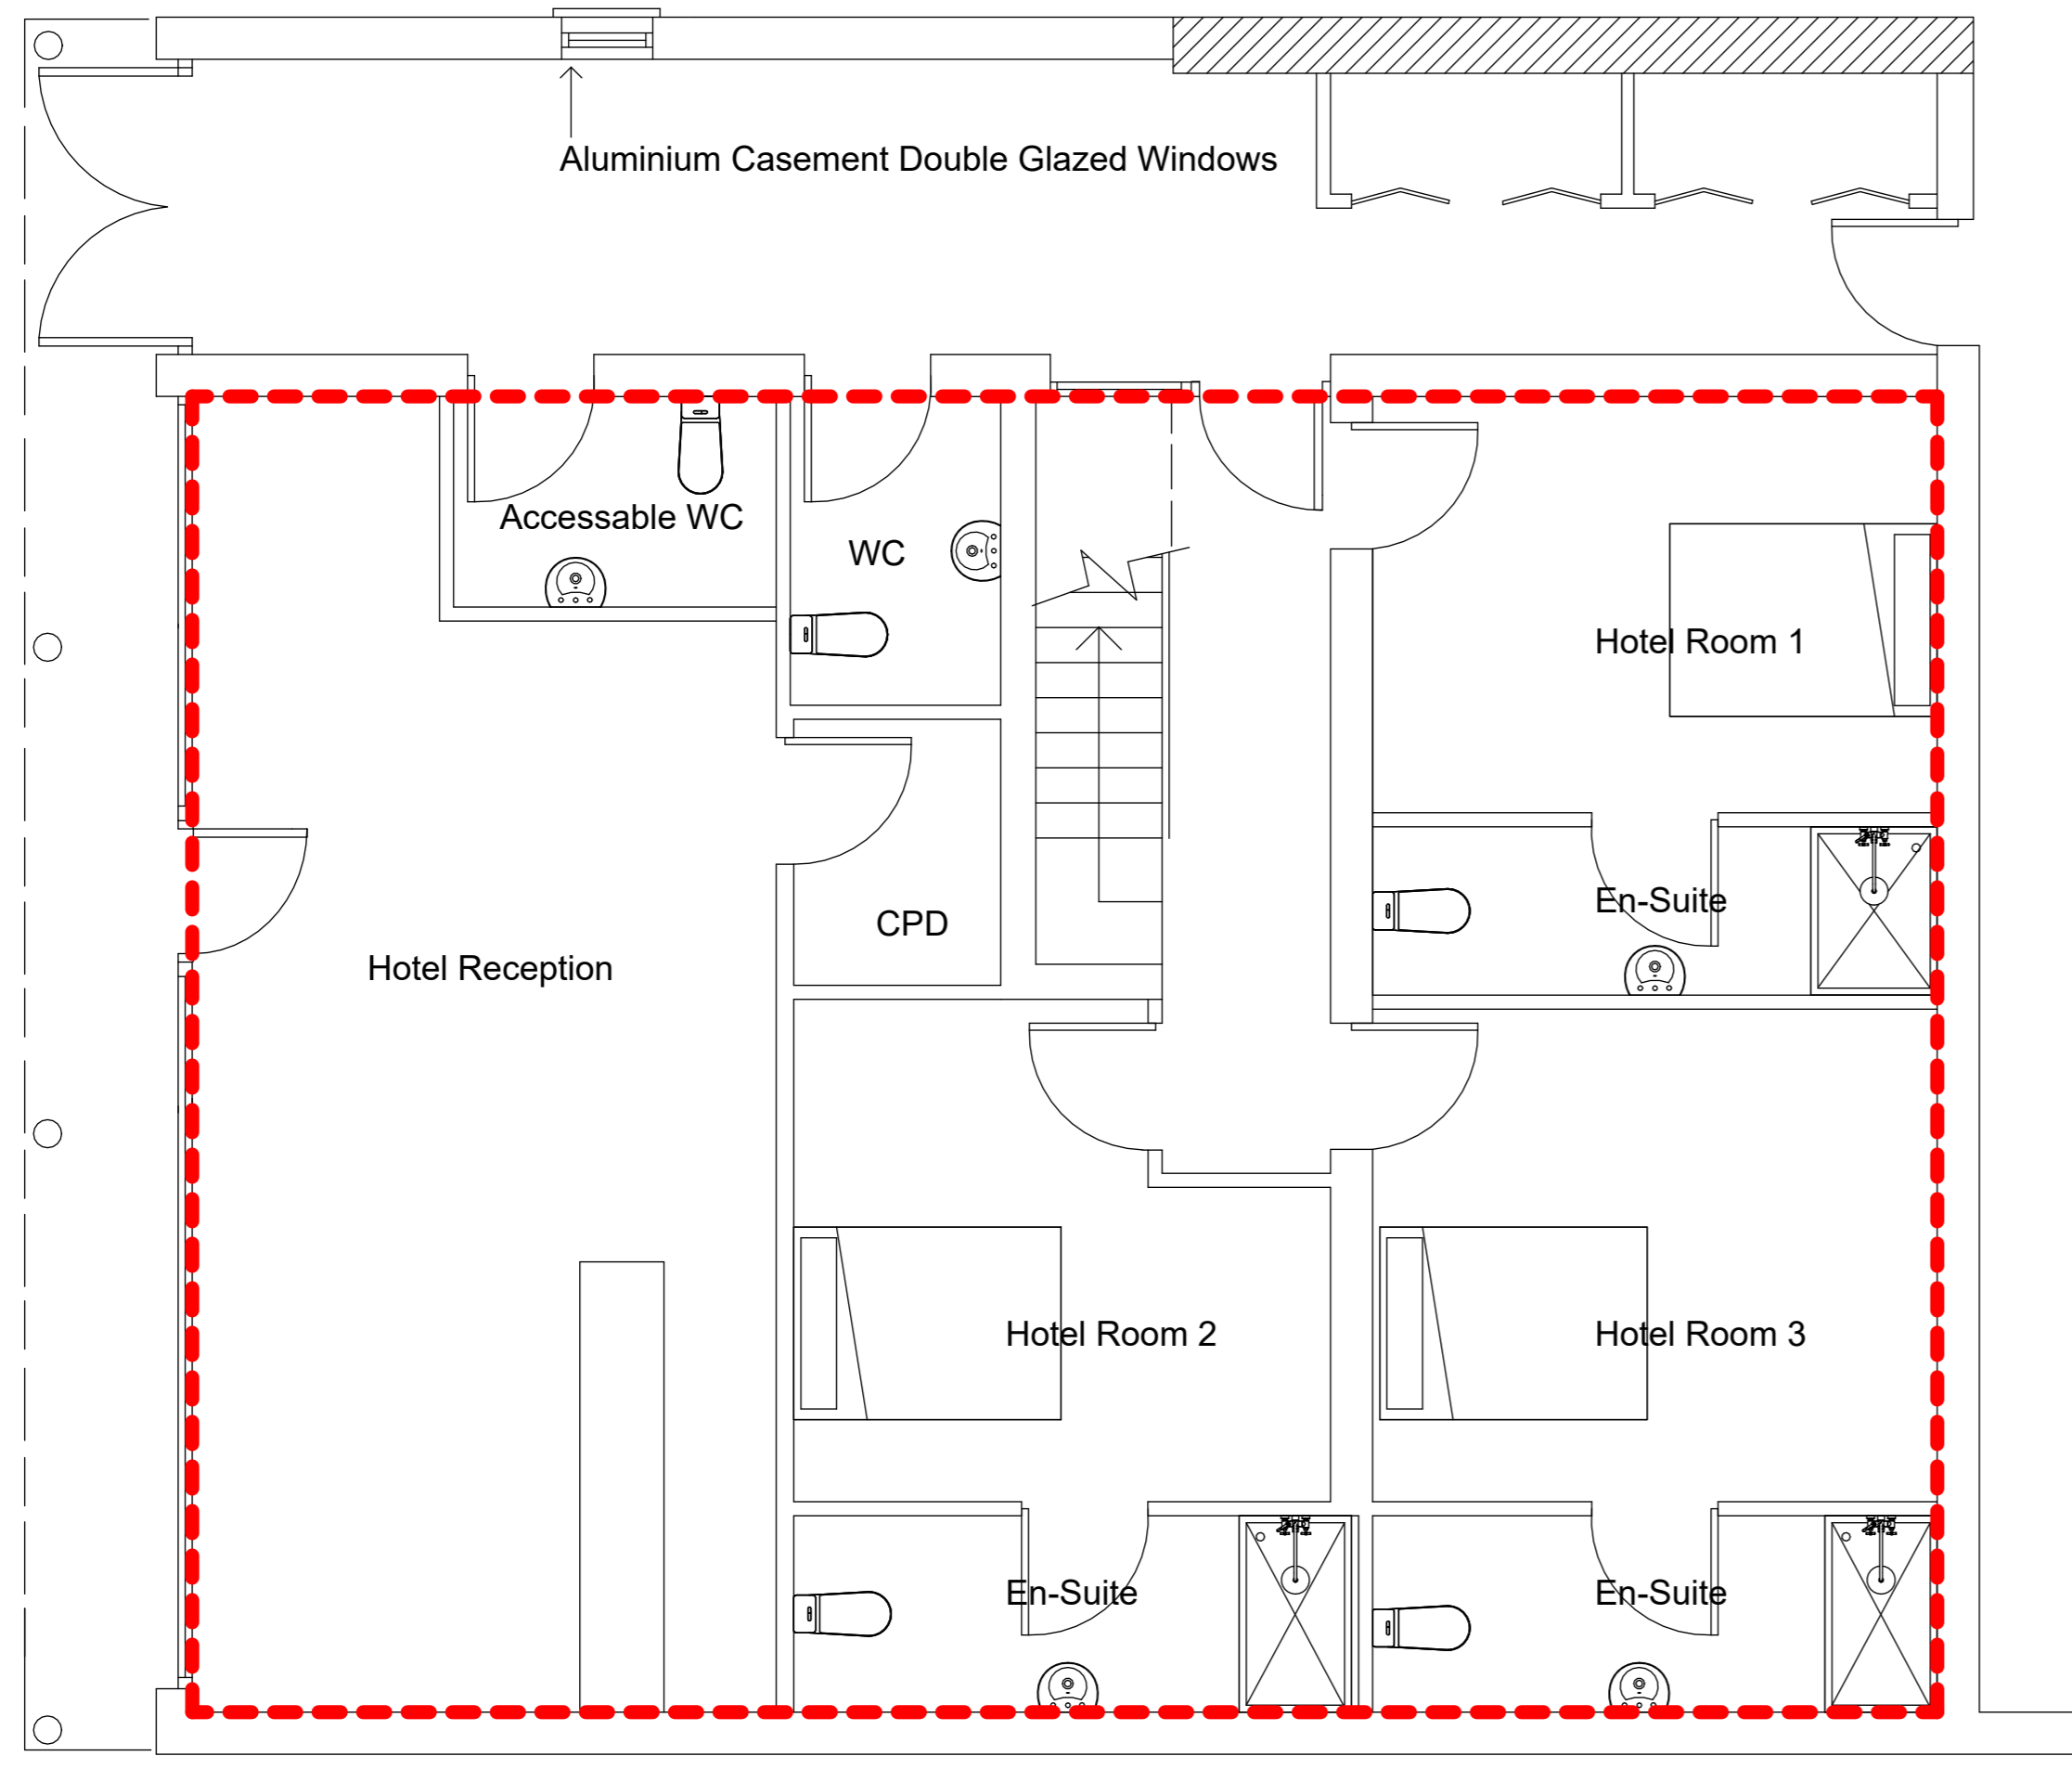 Aluminium Casement Double Glazed Windows
Accessable WC
WC
Hotel Room 1
En-Suite
CPD
Hotel Reception
Hotel Room 2
Hotel Room 3
En-Suite
En-Suite